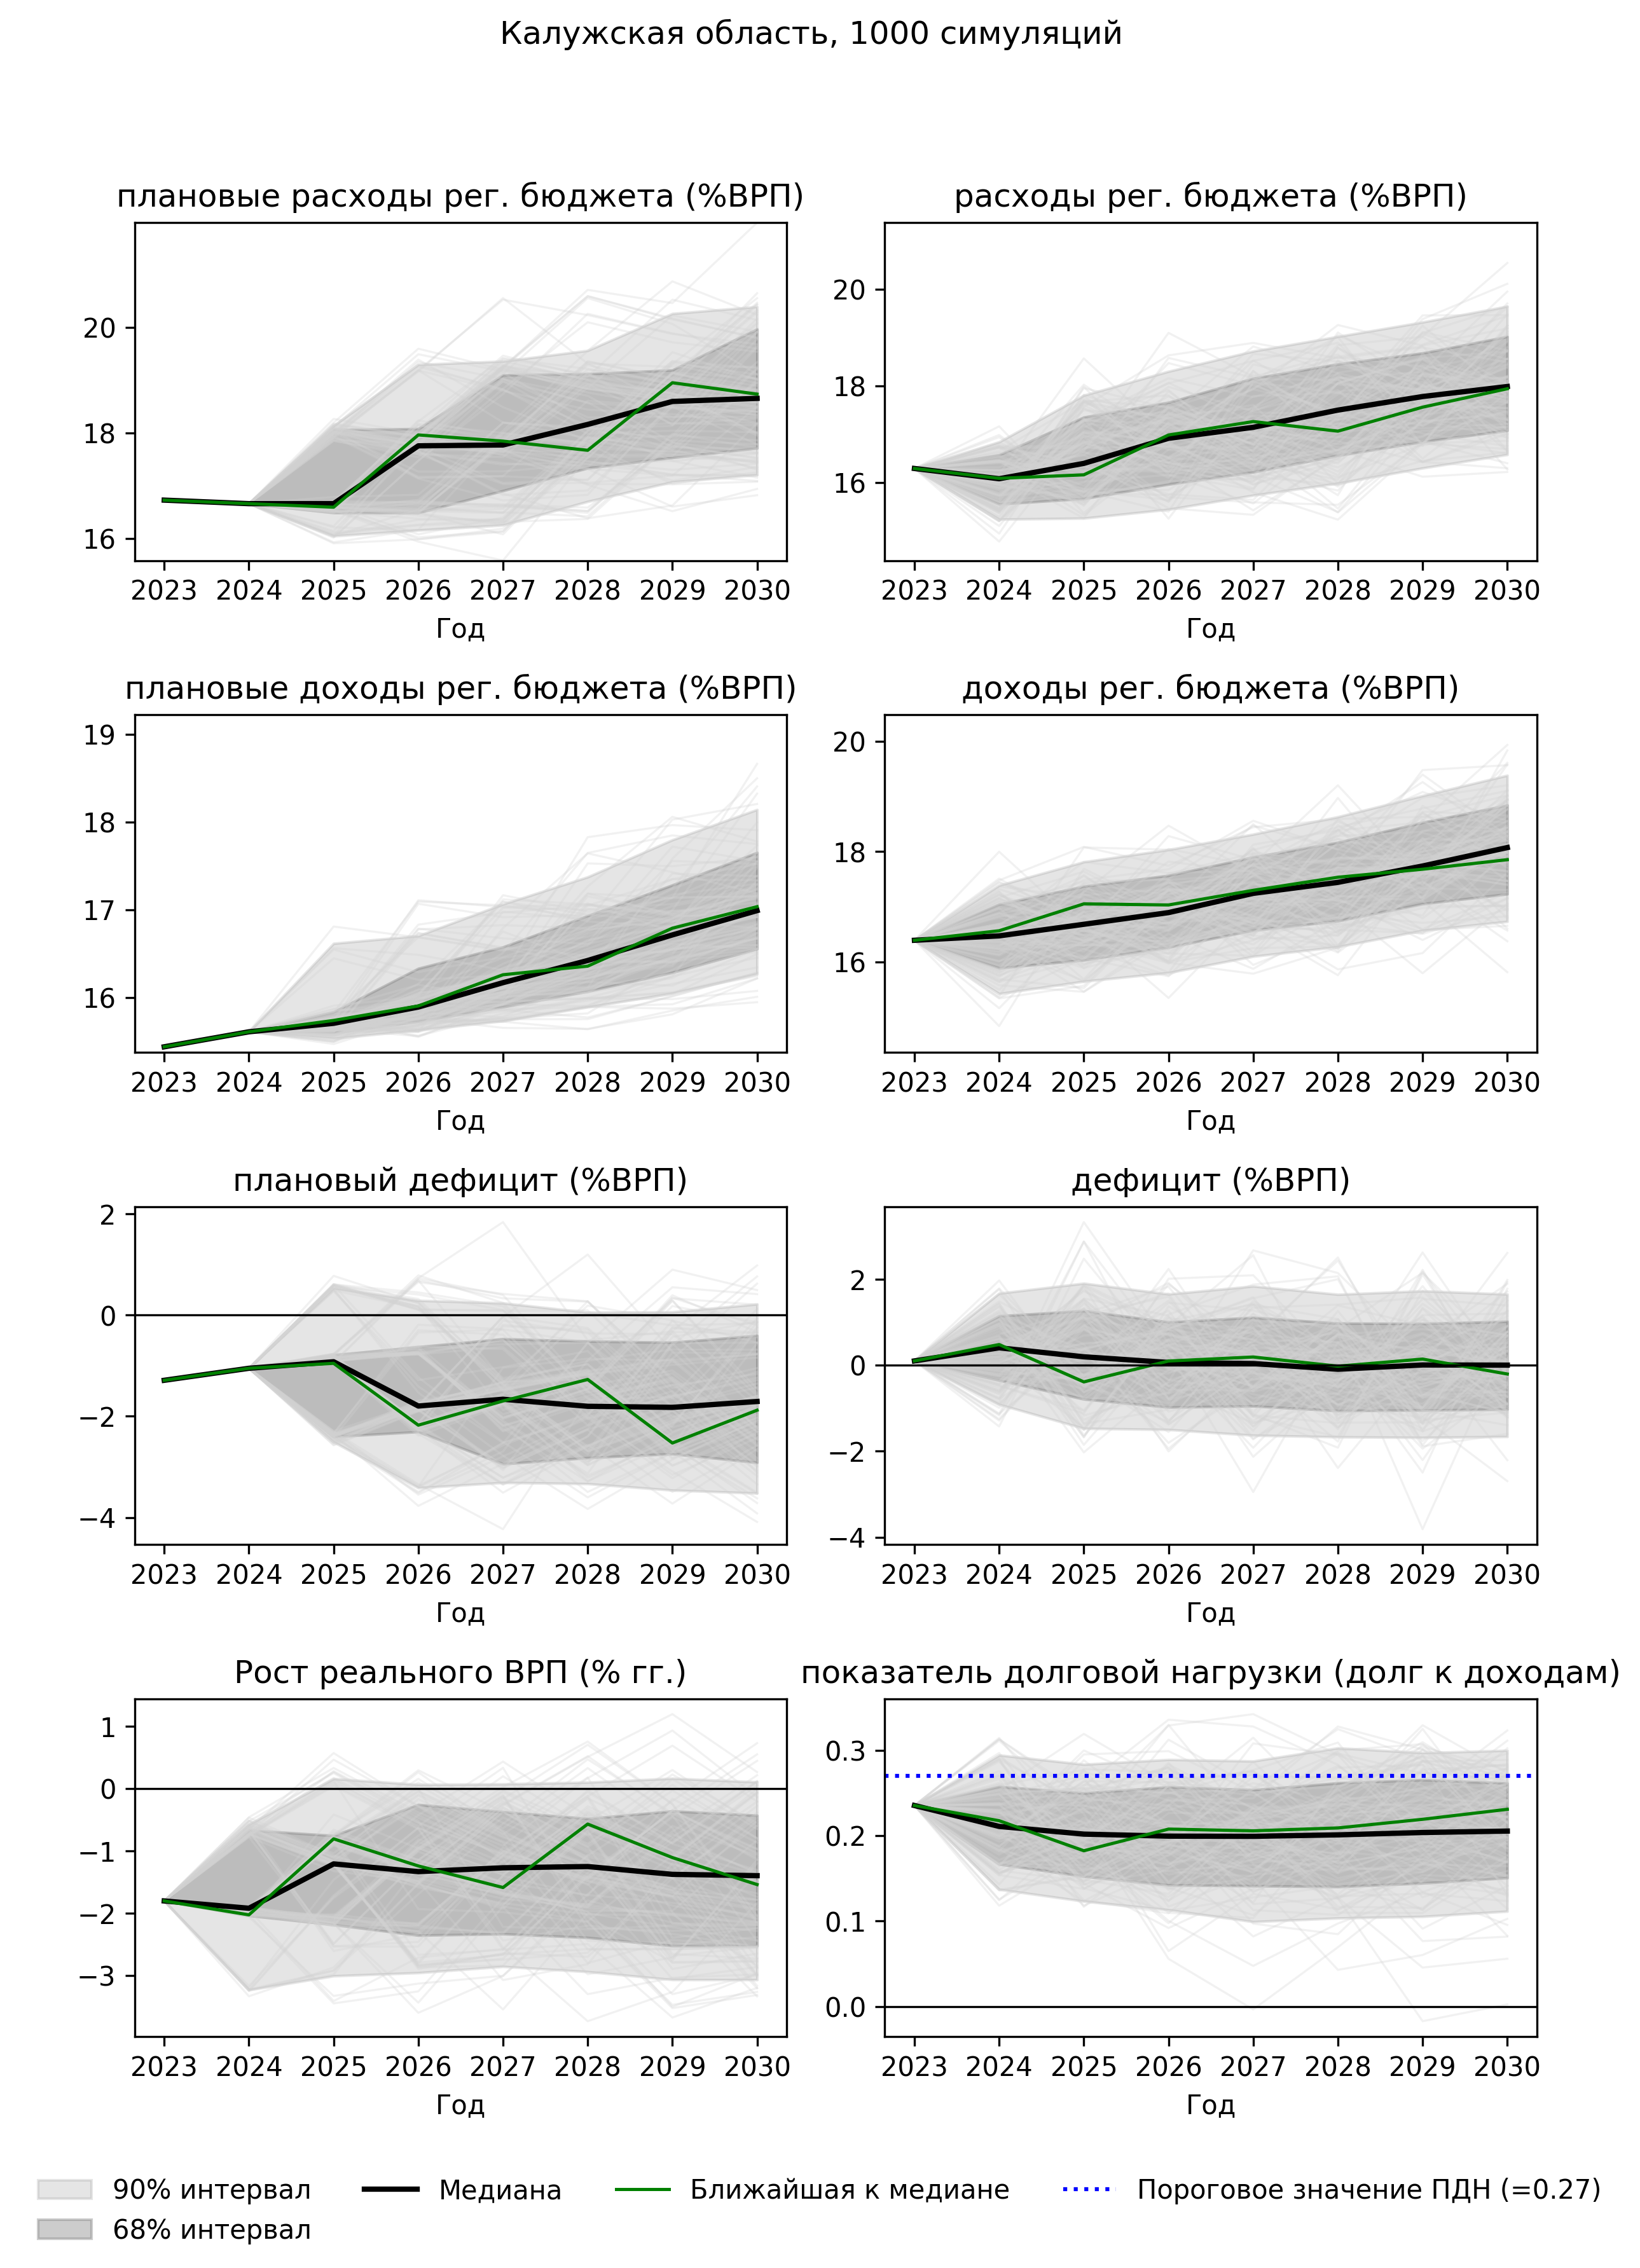 Калужская область, 1000 симуляций
плановые расходы рег. бюджета (%ВРП)
20
18
16
2023 2024 2025 2026 2027 2028 2029 2030
Год
расходы рег. бюджета (%ВРП)
20
18
16
2023 2024 2025 2026 2027 2028 2029 2030
Год
плановые доходы рег. бюджета (%ВРП)
19
18
17
16
2023 2024 2025 2026 2027 2028 2029 2030
Год
доходы рег. бюджета (%ВРП)
20
18
16
2023 2024 2025 2026 2027 2028 2029 2030
Год
плановый дефицит (%ВРП)
2
0
−2
−4
2023 2024 2025 2026 2027 2028 2029 2030
Год
дефицит (%ВРП)
2
0
−2
−4
2023 2024 2025 2026 2027 2028 2029 2030
Год
Рост реального ВРП (% гг.)
1
0
−1
−2
−3
2023 2024 2025 2026 2027 2028 2029 2030
Год
показатель долговой нагрузки (долг к доходам)
0.3
0.2
0.1
0.0
2023 2024 2025 2026 2027 2028 2029 2030
Год
90% интервал
68% интервал
Медиана
Ближайшая к медиане
Пороговое значение ПДН (=0.27)